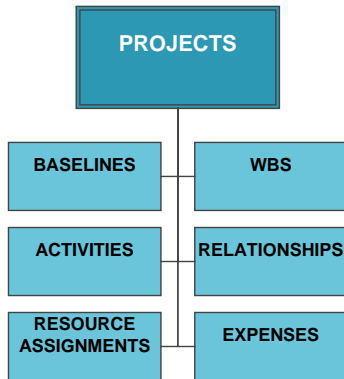 PROJECTS
BASELINES
WBS
ACTIVITIES
RELATIONSHIPS
RESOURCE
ASSIGNMENTS
EXPENSES